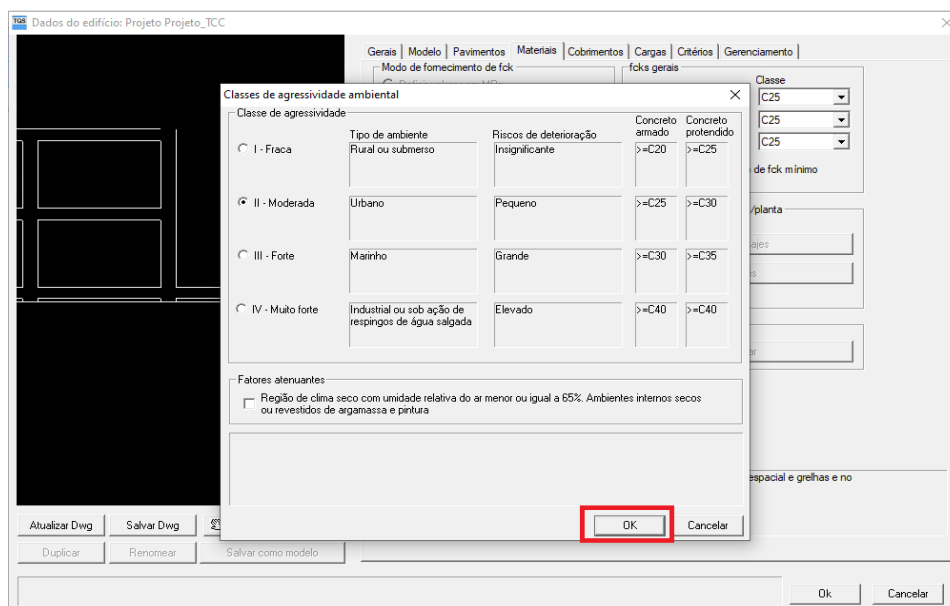 TQS Dados do edifício: Projeto Projeto_TCC
Gerais Modelo Pavimentos Materiais Cobrimentos Cargas Critérios Gerenciamento
Modo de fornecimento de fck
fcks gerais
Classe
C25
C25
C25
de fck mínimo
/planta
ajes
espacial e grelhas e no
Classes de agressividade ambiental
Classe de agressividade
Tipo de ambiente Riscos de deterioração Concreto armado Concreto protendido
I - Fraca Rural ou submerso Insignificante >=C20 >=C25
II - Moderada Urbano Pequeno >=C25 >=C30
III - Forte Marinho Grande >=C30 >=C35
IV - Muito forte Industrial ou sob ação de Elevado >=C40 >=C40
respingos de água salgada
Fatores atenuantes
Região de clima seco com umidade relativa do ar menor ou igual a 65%. Ambientes internos secos
ou revestidos de argamassa e pintura
OK Cancelar
Atualizar Dwg Salvar Dwg
Duplicar Renomear Salvar como modelo
Ok Cancelar